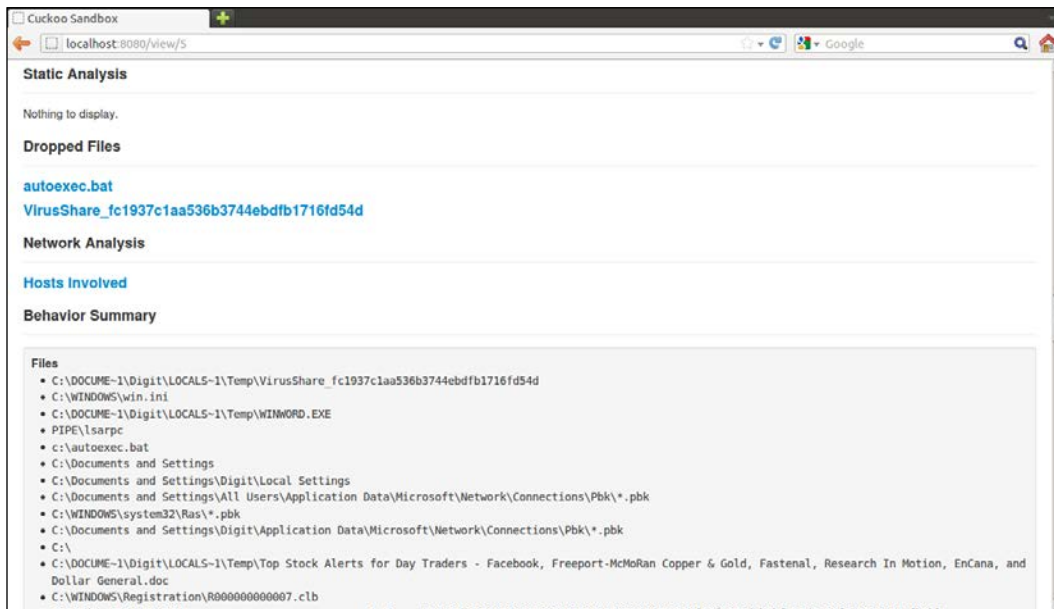 Cuckoo Sandbox
localhost:8080/view/5
Google
Static Analysis
Nothing to display.
Dropped Files
autoexec.bat
VirusShare_fc1937c1aa536b3744ebdfb1716fd54d
Network Analysis
Hosts Involved
Behavior Summary
Files
• C:\DOCUME~1\Digit\LOCALS~1\Temp\VirusShare_fc1937c1aa536b3744ebdfb1716fd54d
• C:\WINDOWS\win.ini
• C:\DOCUME~1\Digit\LOCALS~1\Temp\WINWORD.EXE
• PIPE\lsarpc
• c:\autoexec.bat
• C:\Documents and Settings
• C:\Documents and Settings\Digit\Local Settings
• C:\Documents and Settings\All Users\Application Data\Microsoft\Network\Connections\Pbk\*.pbk
• C:\WINDOWS\system32\Ras\*.pbk
• C:\Documents and Settings\Digit\Application Data\Microsoft\Network\Connections\Pbk\*.pbk
• C:\
• C:\DOCUME~1\Digit\LOCALS~1\Temp\Top Stock Alerts for Day Traders - Facebook, Freeport-McMoRan Copper & Gold, Fastenal, Research In Motion, EnCana, and
Dollar General.doc
• C:\WINDOWS\Registration\R000000000007.clb